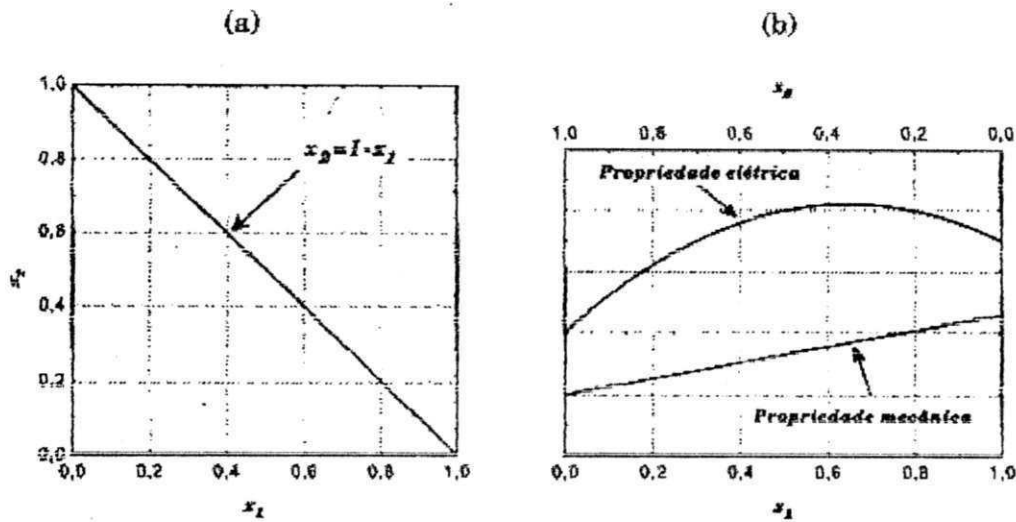 (a)
(b)
1.0
0.8
0.6
0.4
0.2
0,0
x₂
x₂=1-x₁
0,0 0,2 0,4 0,6 0,8 1,0
x₁
x₂
1,0 0,8 0,6 0,4 0,2 0,0
Propriedade elétrica
Propriedade mecânica
0,0 0,2 0,4 0,6 0,8 1,0
x₁